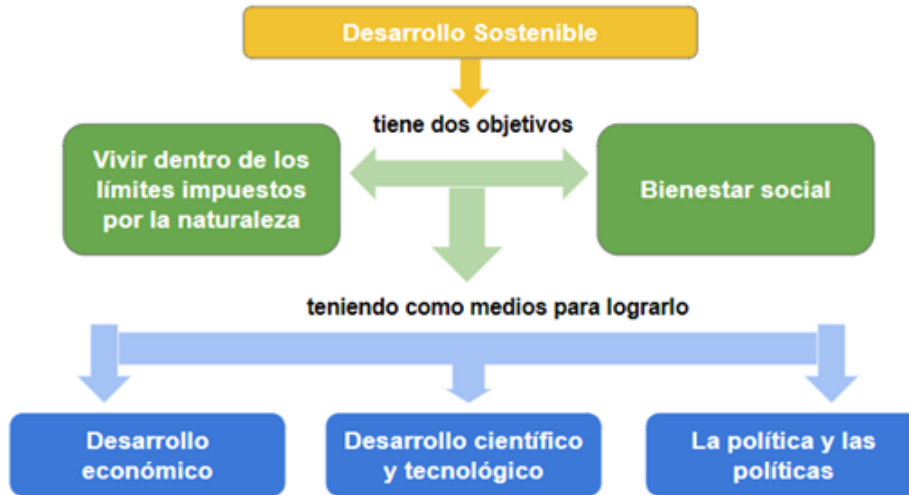 Desarrollo Sostenible
tiene dos objetivos
Vivir dentro de los
límites impuestos
por la naturaleza
Bienestar social
teniendo como medios para lograrlo
Desarrollo
económico
Desarrollo científico
y tecnológico
La política y las
políticas